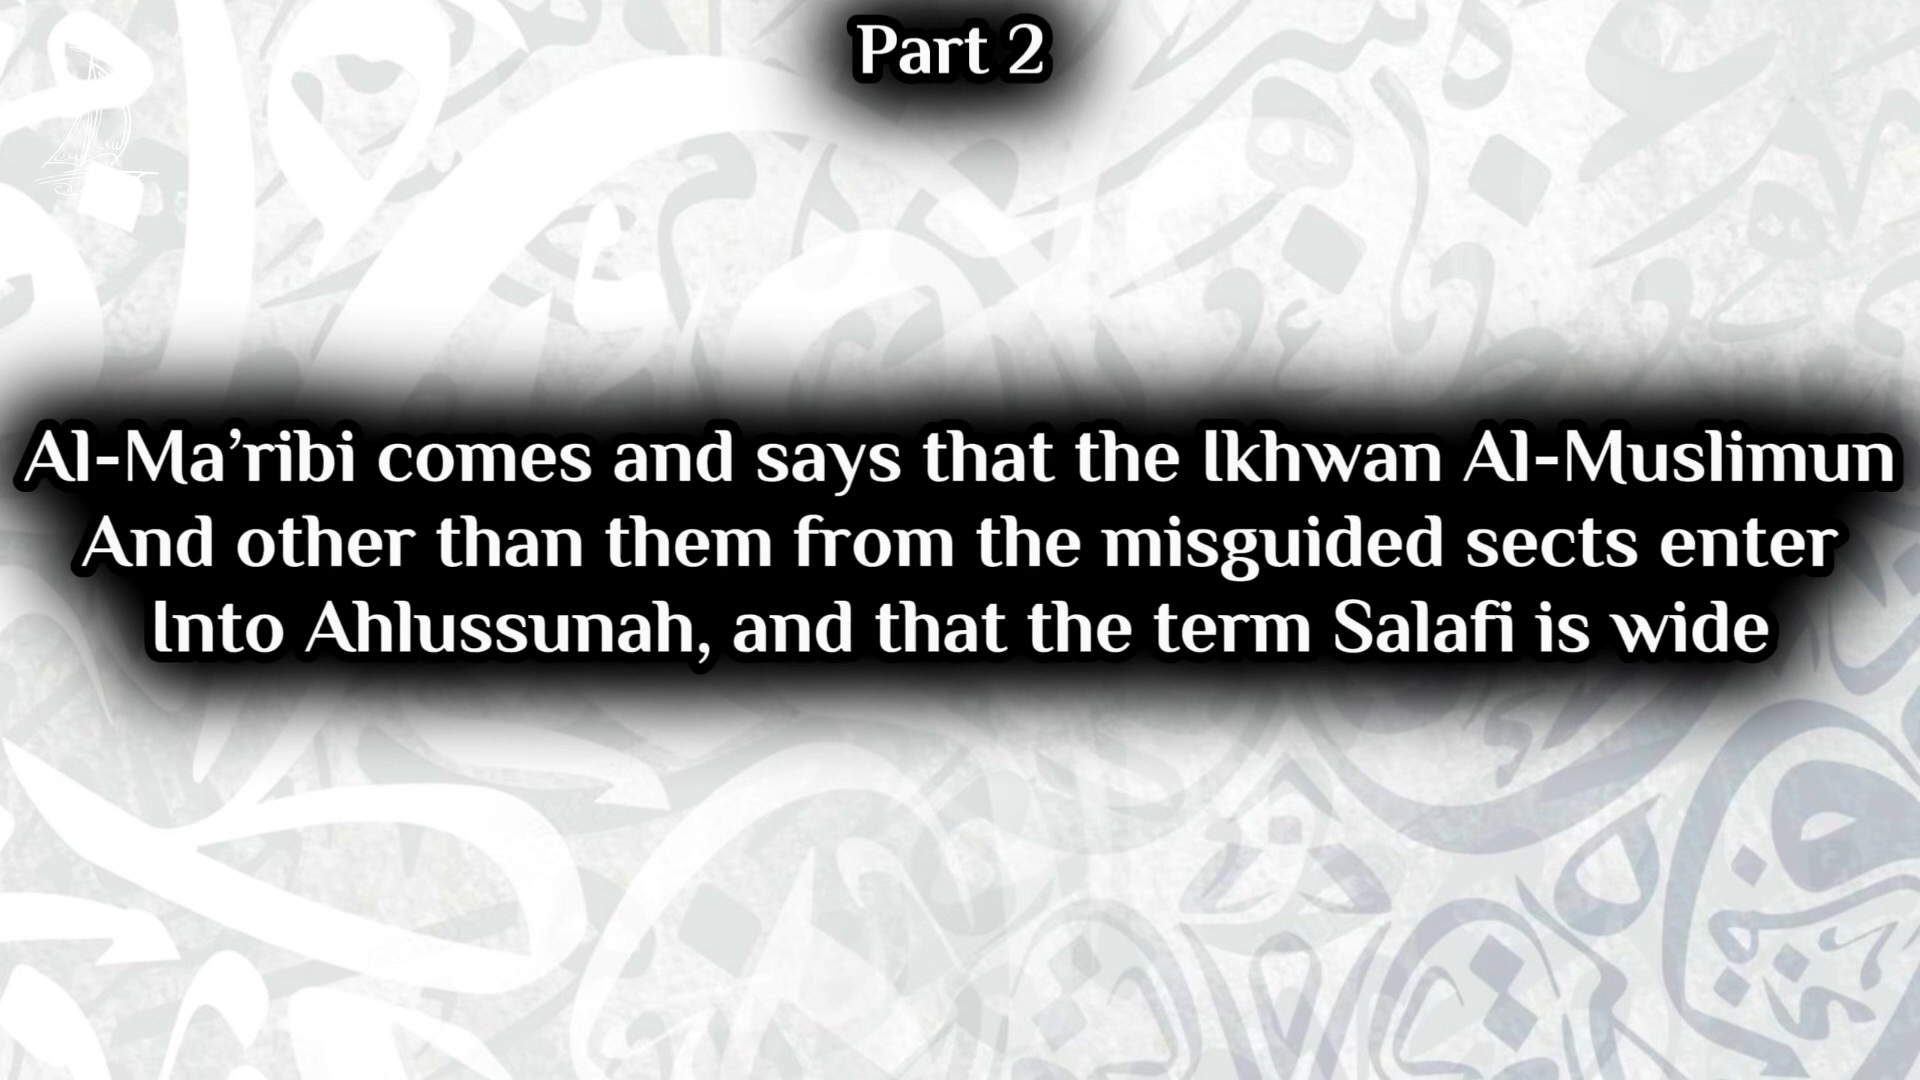 Part 2
Al-Ma’ribi comes and says that the Ikhwan Al-Muslimun
And other than them from the misguided sects enter
Into Ahlussunah, and that the term Salafi is wide